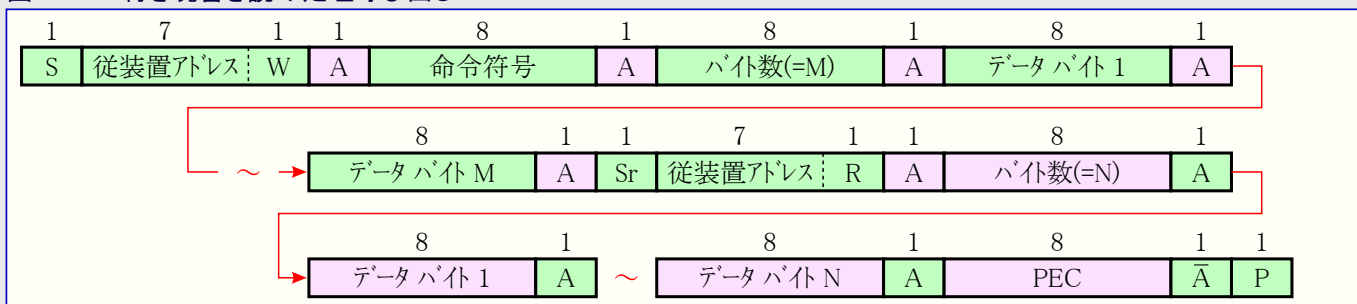 1 7 1 1 8 1 8 1 8 1
S 従装置アドレス W A 命令符号 A バイト数(=M) A データ バイト 1 A
8 1 1 7 1 1 8 1
～ データ バイト M A Sr 従装置アドレス R A バイト数(=N) A
8 1 8 1 8 1 1
データ バイト 1 A ～ データ バイト N A PEC A̅ P